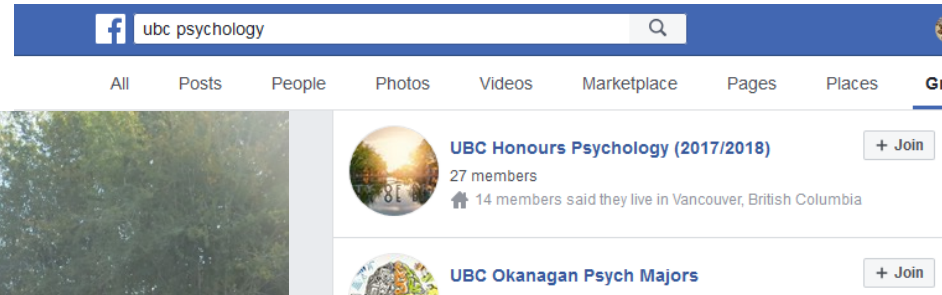 f ubc psychology
All Posts People Photos Videos Marketplace Pages Places Gr
UBC Honours Psychology (2017/2018) + Join
27 members
14 members said they live in Vancouver, British Columbia
UBC Okanagan Psych Majors + Join